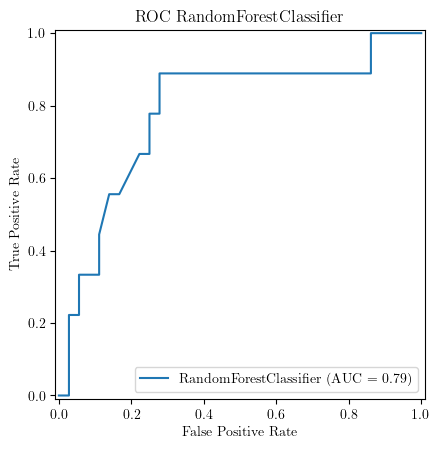 ROC RandomForestClassifier
1.0
0.8
0.6
0.4
0.2
0.0
True Positive Rate
RandomForestClassifier (AUC = 0.79)
0.0 0.2 0.4 0.6 0.8 1.0
False Positive Rate